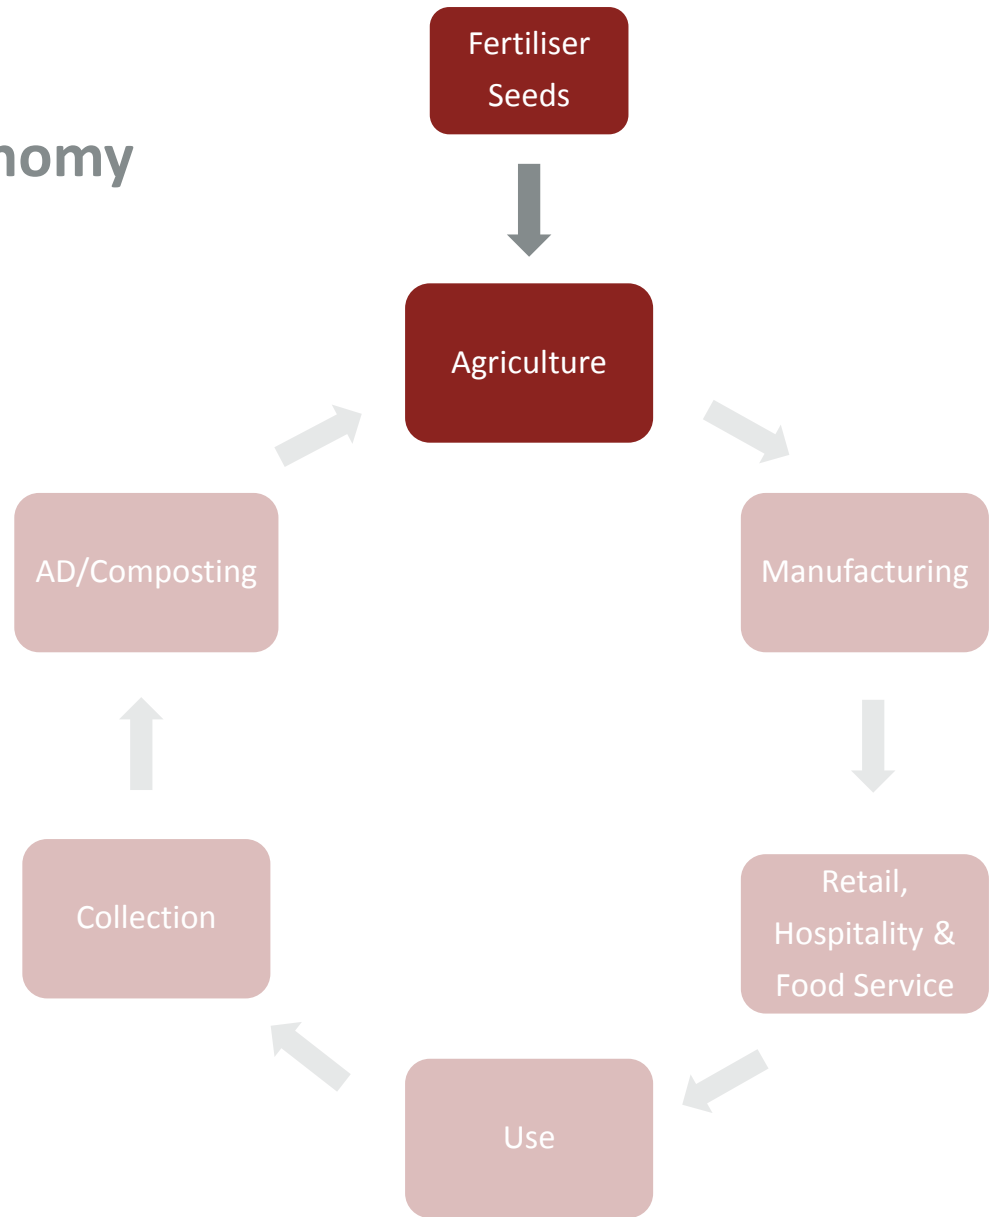 Fertiliser
Seeds
nomy
Agriculture
AD/Composting
Manufacturing
Collection
Retail,
Hospitality &
Food Service
Use